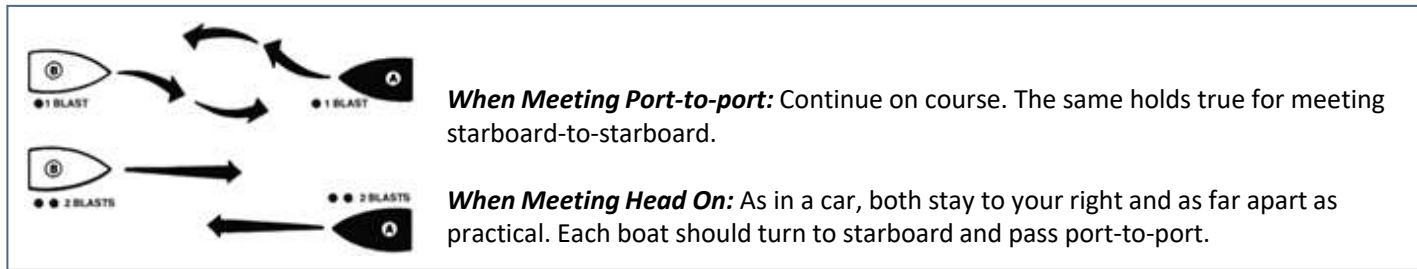 B
A
● 1 BLAST
● 1 BLAST
When Meeting Port-to-port: Continue on course. The same holds true for meeting
starboard-to-starboard.
B
● ● 2 BLASTS
● ● 2 BLASTS
A
When Meeting Head On: As in a car, both stay to your right and as far apart as
practical. Each boat should turn to starboard and pass port-to-port.